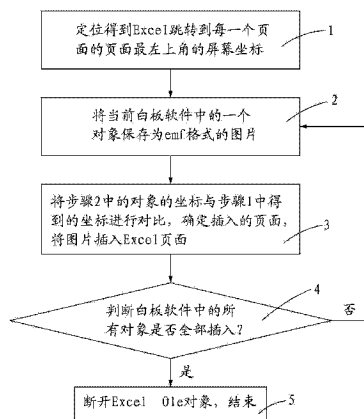 定位得到Excel跳转到每一个页
面的页面最左上角的屏幕坐标
1
将当前白板软件中的一个
对象保存为emf格式的图片
2
将步骤2中的对象的坐标与步骤1中得
到的坐标进行对比，确定插入的页面，
将图片插入Excel页面
3
判断白板软件中的所
有对象是否全部插入？
4
否
是
断开Excel Ole对象，结束
5